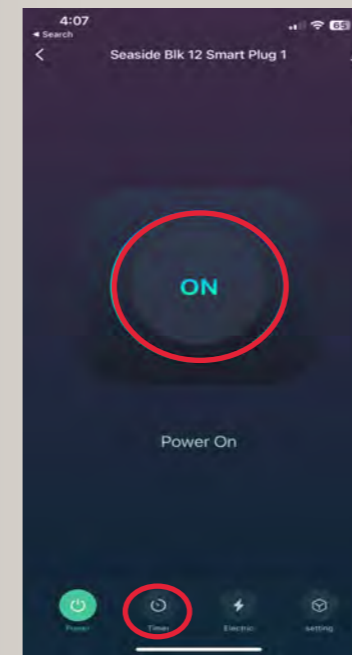 4:07
65
◀ Search
Seaside Blk 12 Smart Plug 1
ON
Power On
Power
Timer
Electric
setting